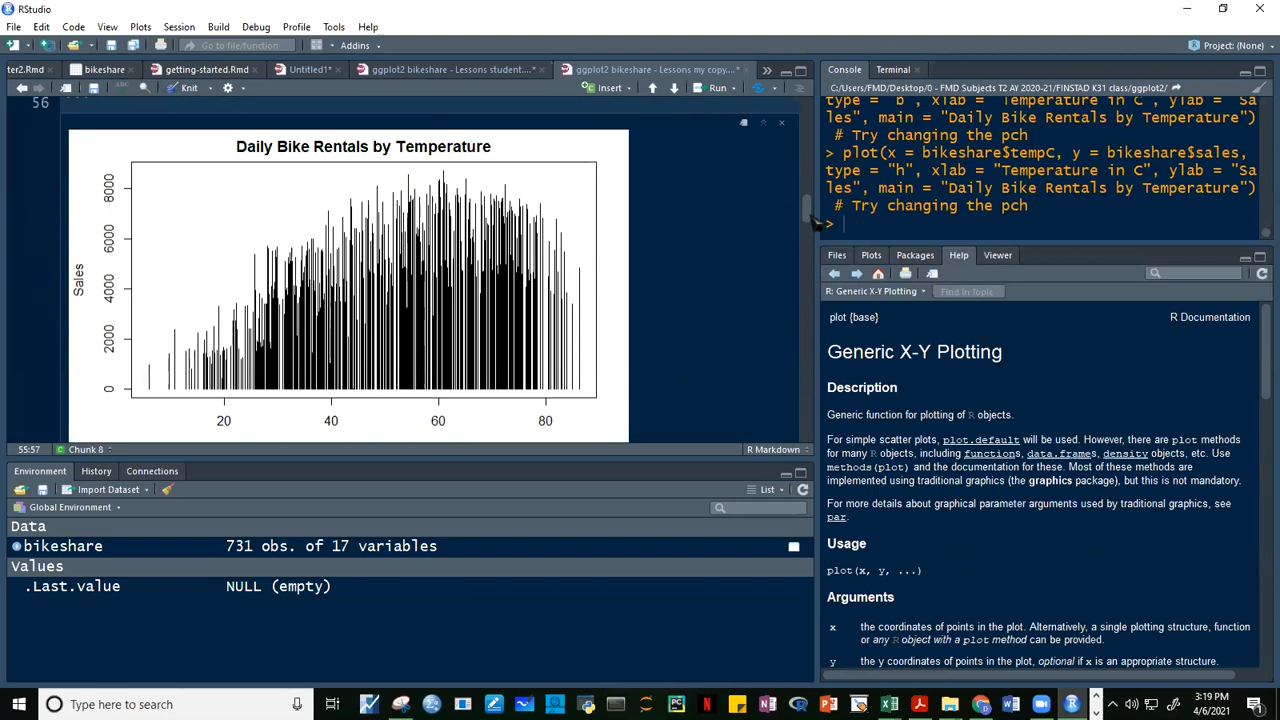 RStudio
File Edit Code View Plots Session Build Debug Profile Tools Help
Go to file/function Addins Project: (None)
ter2.Rmd bikeshare getting-started.Rmd Untitled1* ggplot2 bikeshare - Lessons student....* ggplot2 bikeshare - Lessons my copy....*
Knit Insert Run
56
Daily Bike Rentals by Temperature
Sales
8000
6000
4000
2000
0
20 40 60 80
55:57 Chunk 8 R Markdown
Environment History Connections
Import Dataset List
Global Environment
Data
bikeshare 731 obs. of 17 variables
Values
.Last.value NULL (empty)
Console Terminal
C:/Users/FMD/Desktop/0 - FMD Subjects T2 AY 2020-21/FINSTAD K31 class/ggplot2/
type = "b", xlab = "Temperature in C", ylab = "Sa
les", main = "Daily Bike Rentals by Temperature")
# Try changing the pch
> plot(x = bikeshare$tempC, y = bikeshare$sales,
type = "h", xlab = "Temperature in C", ylab = "Sa
les", main = "Daily Bike Rentals by Temperature")
# Try changing the pch
>
Files Plots Packages Help Viewer
R: Generic X-Y Plotting Find in Topic
plot {base} R Documentation
Generic X-Y Plotting
Description
Generic function for plotting of R objects.
For simple scatter plots, plot.default will be used. However, there are plot methods
for many R objects, including functions, data.frames, density objects, etc. Use
methods(plot) and the documentation for these. Most of these methods are
implemented using traditional graphics (the graphics package), but this is not mandatory.
For more details about graphical parameter arguments used by traditional graphics, see
par.
Usage
plot(x, y, ...)
Arguments
x the coordinates of points in the plot. Alternatively, a single plotting structure, function
or any R object with a plot method can be provided.
y the y coordinates of points in the plot, optional if x is an appropriate structure.
Type here to search
3:19 PM
4/6/2021